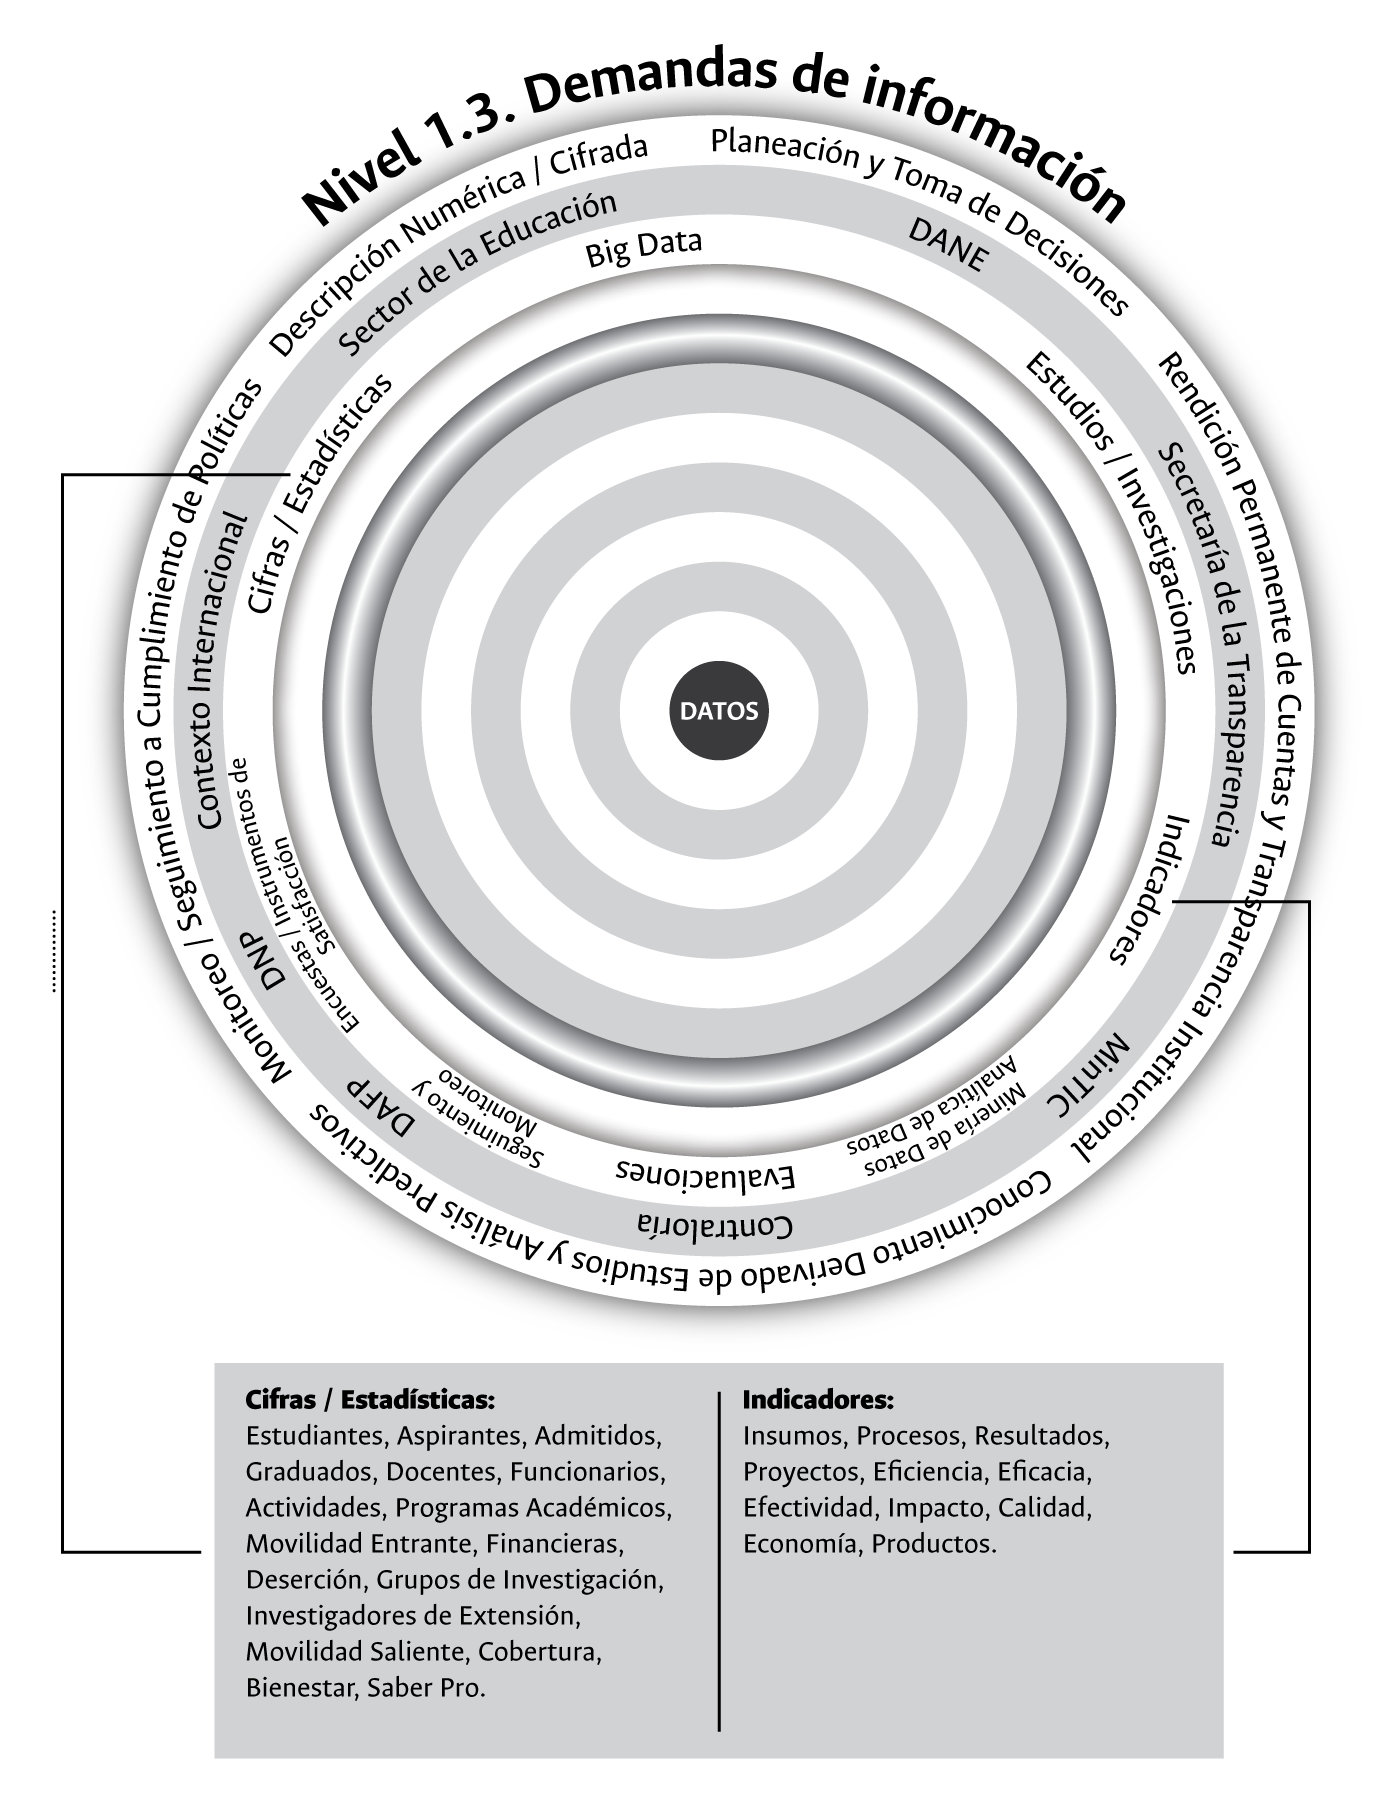 Nivel 1.3. Demandas de información
Descripción Numérica / Cifrada
Planeación y Toma de Decisiones
Rendición Permanente de Cuentas y Transparencia Institucional
Conocimiento Derivado de Estudios y Análisis Predictivos
Monitoreo / Seguimiento a Cumplimiento de Políticas
Sector de la Educación
DANE
Secretaría de la Transparencia
MinTIC
Contraloría
DAFP
DNP
Contexto Internacional
Big Data
Estudios / Investigaciones
Indicadores
Minería de Datos
Analítica de Datos
Evaluaciones
Seguimiento y
Monitoreo
Encuestas / Instrumentos de
Satisfacción
Cifras / Estadísticas
DATOS
Cifras / Estadísticas:
Estudiantes, Aspirantes, Admitidos,
Graduados, Docentes, Funcionarios,
Actividades, Programas Académicos,
Movilidad Entrante, Financieras,
Deserción, Grupos de Investigación,
Investigadores de Extensión,
Movilidad Saliente, Cobertura,
Bienestar, Saber Pro.
Indicadores:
Insumos, Procesos, Resultados,
Proyectos, Eficiencia, Eficacia,
Efectividad, Impacto, Calidad,
Economía, Productos.